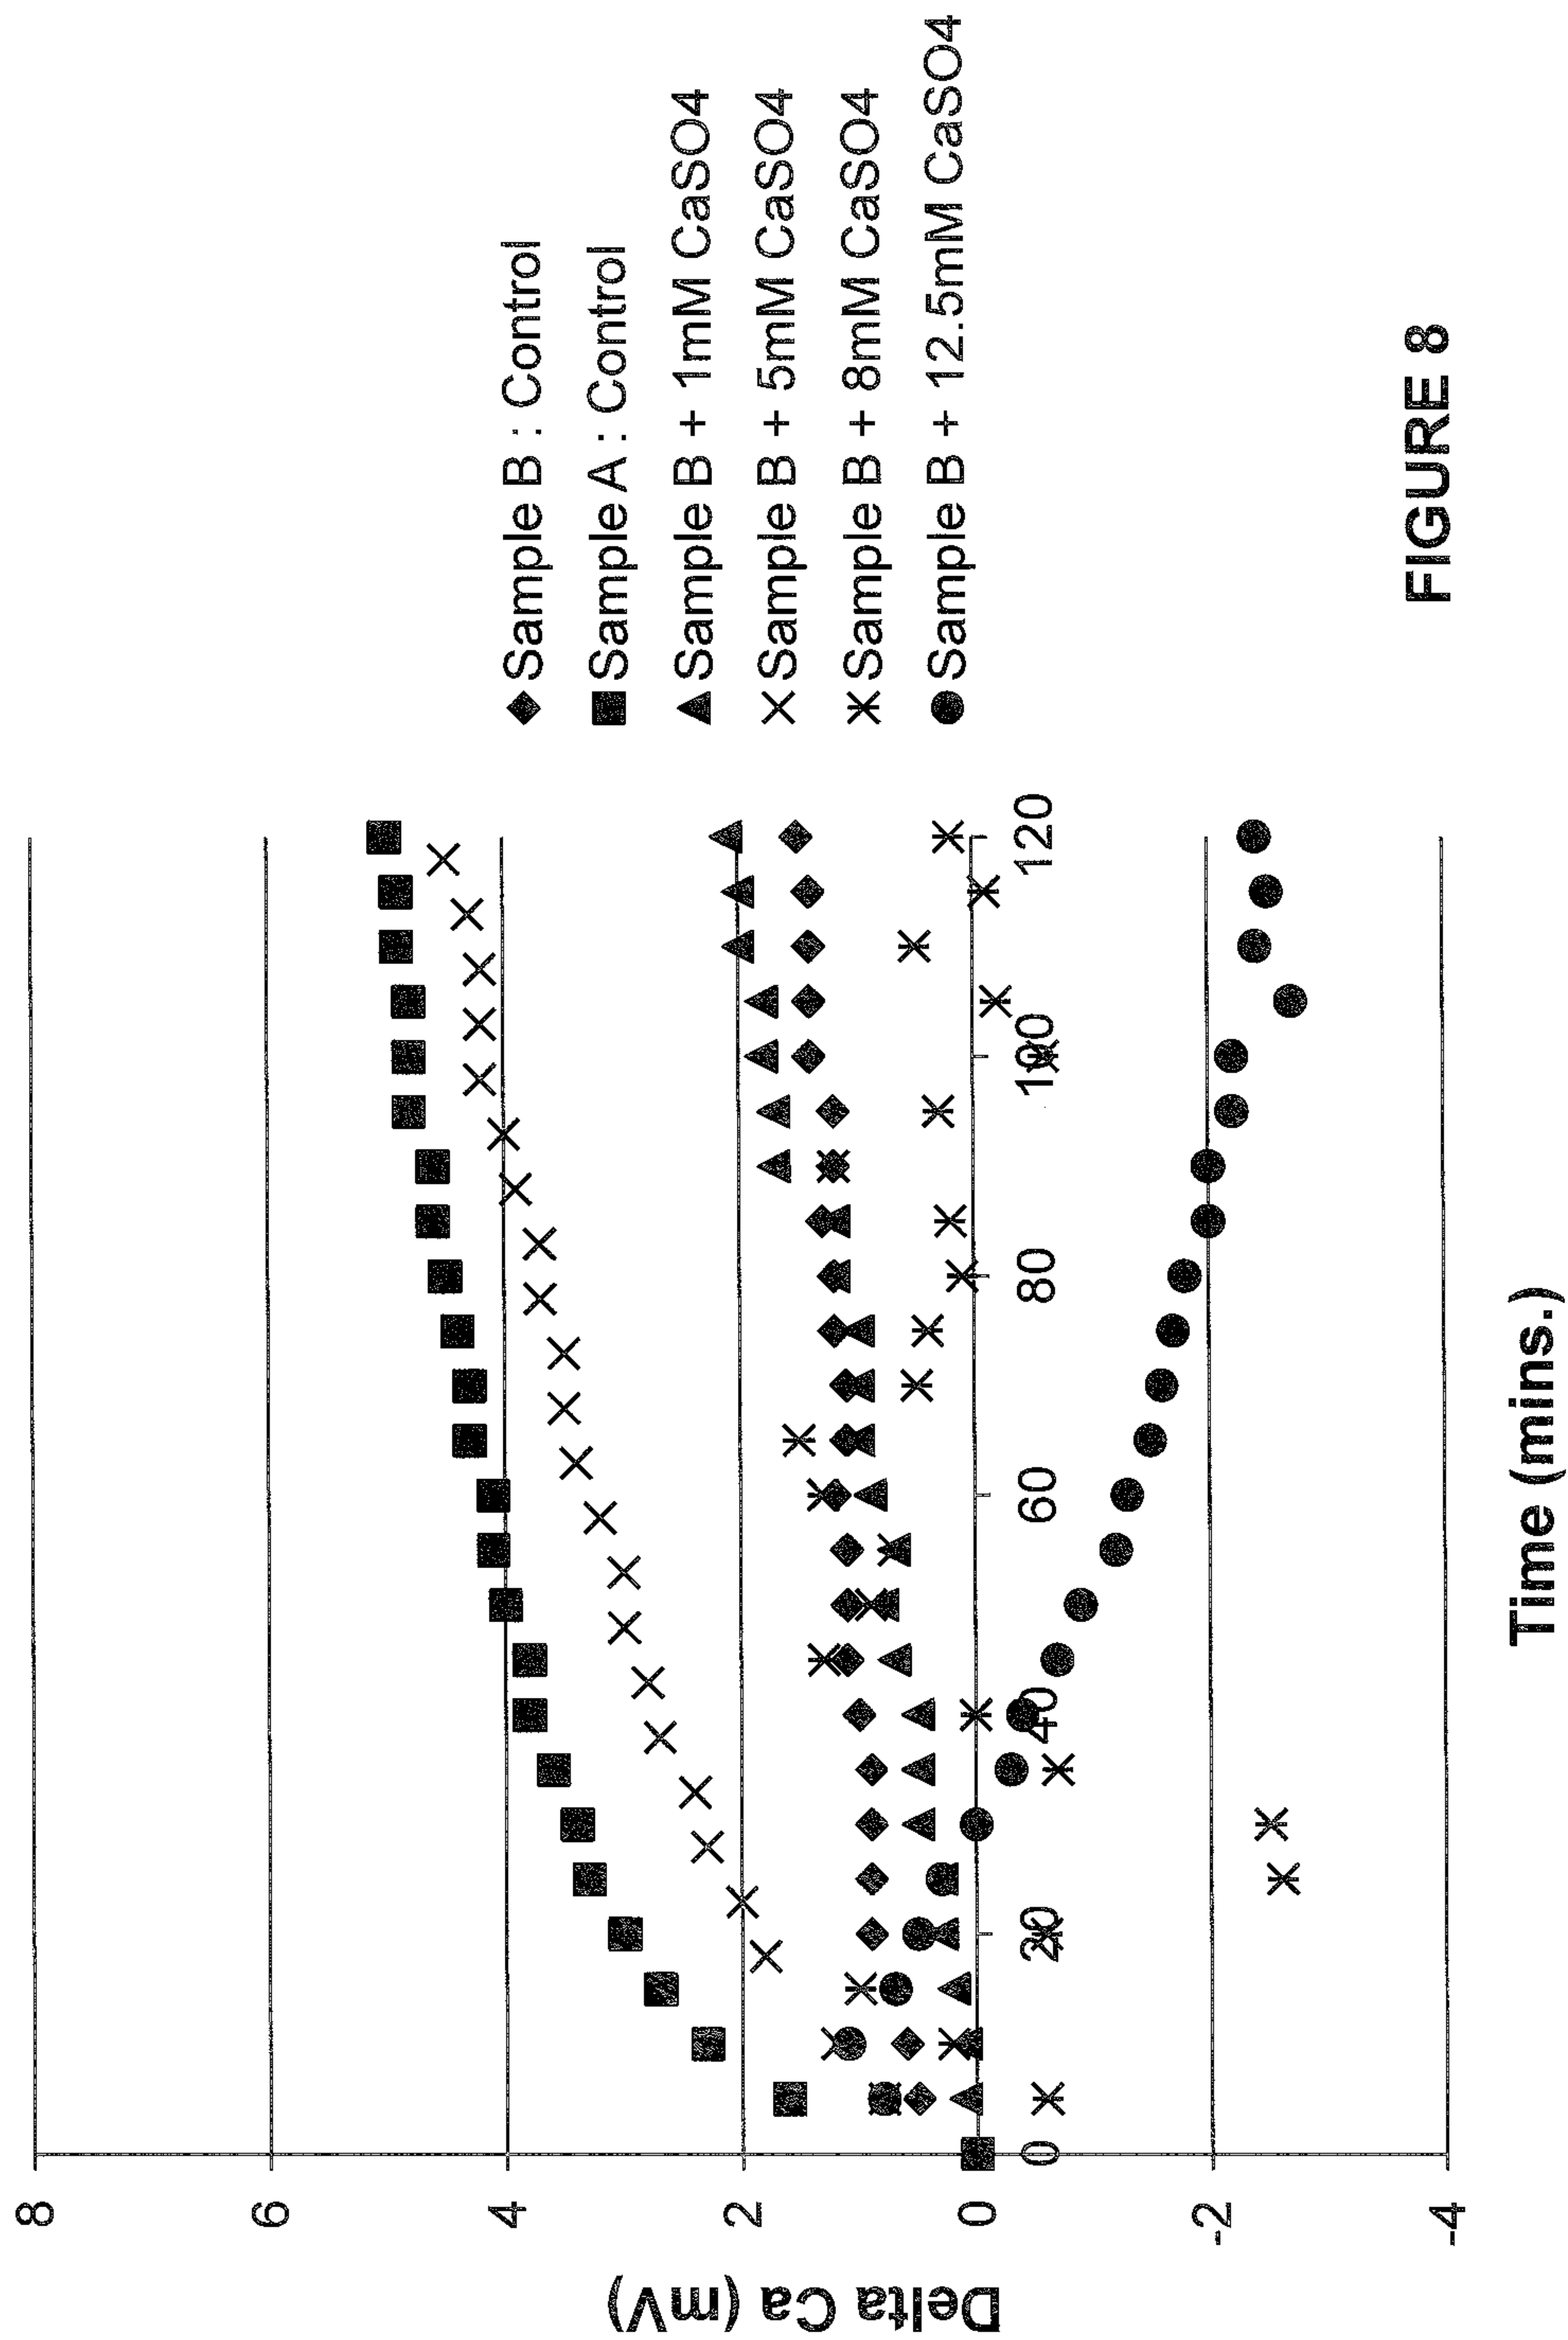 Delta Ca (mV)
8
6
4
2
0
-2
-4
0
20
40
60
80
100
120
Time (mins.)
Sample B : Control
Sample A : Control
Sample B + 1mM CaSO4
Sample B + 5mM CaSO4
Sample B + 8mM CaSO4
Sample B + 12.5mM CaSO4
FIGURE 8